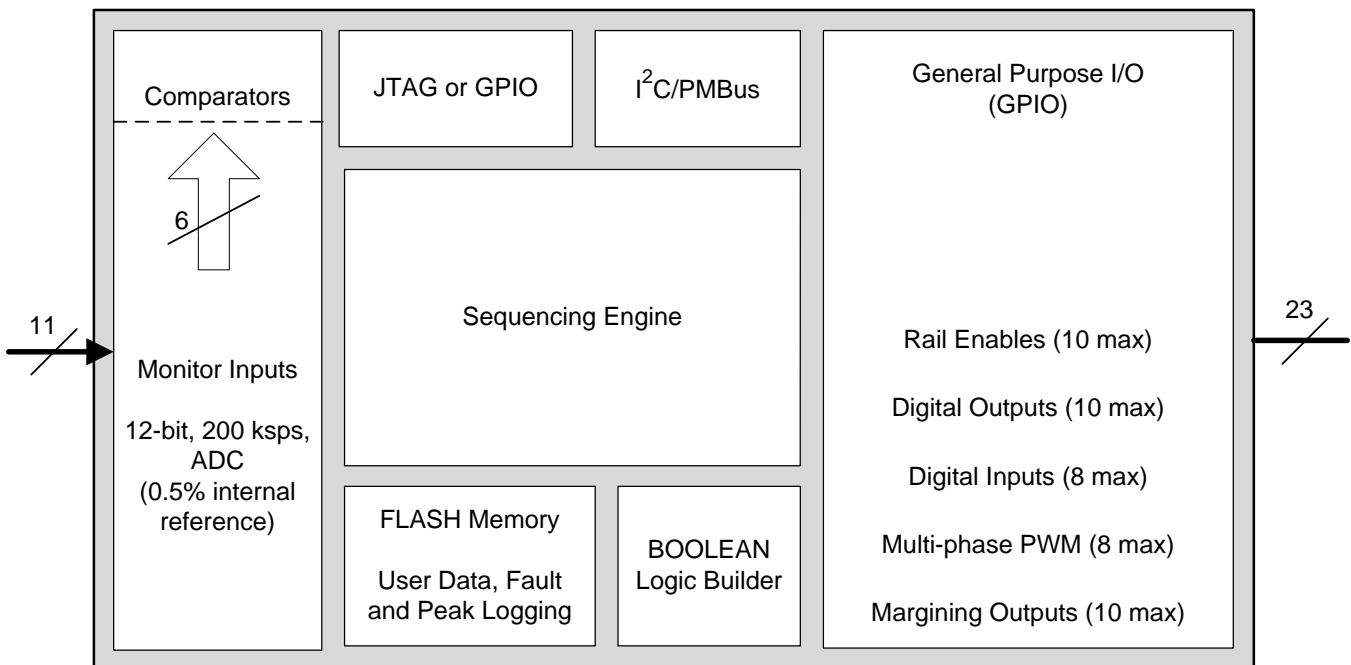 Comparators
6
11
Monitor Inputs
12-bit, 200 ksps,
ADC
(0.5% internal
reference)
JTAG or GPIO
I²C/PMBus
Sequencing Engine
FLASH Memory
User Data, Fault
and Peak Logging
BOOLEAN
Logic Builder
General Purpose I/O
(GPIO)
Rail Enables (10 max)
Digital Outputs (10 max)
Digital Inputs (8 max)
Multi-phase PWM (8 max)
Margining Outputs (10 max)
23